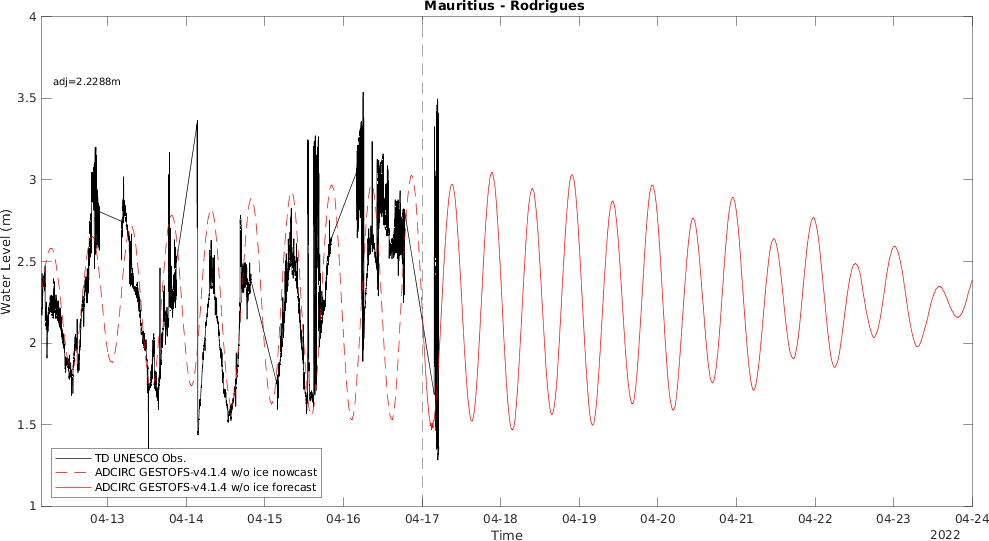 Mauritius - Rodrigues
adj=2.2288m
4
3.5
3
2.5
2
1.5
1
Water Level (m)
TD UNESCO Obs.
ADCIRC GESTOFS-v4.1.4 w/o ice nowcast
ADCIRC GESTOFS-v4.1.4 w/o ice forecast
04-13 04-14 04-15 04-16 04-17 04-18 04-19 04-20 04-21 04-22 04-23 04-24
Time
2022